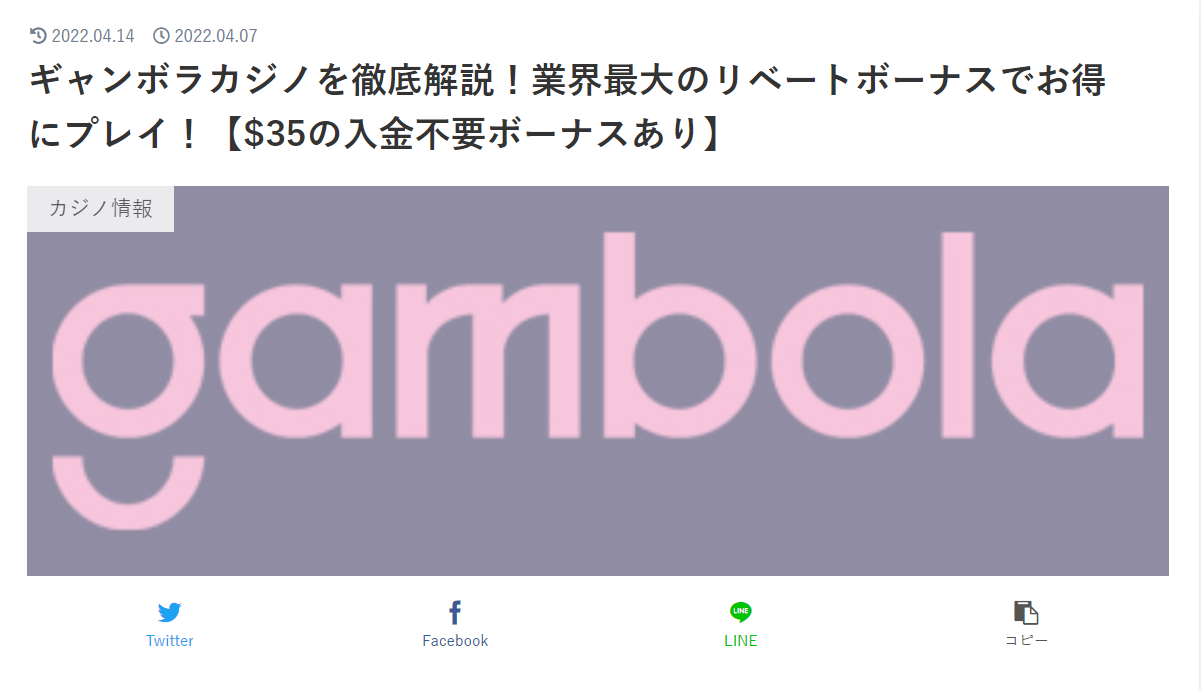 2022.04.14 2022.04.07
ギャンボラカジノを徹底解説！業界最大のリベートボーナスでお得
にプレイ！【$35の入金不要ボーナスあり】
カジノ情報
gambola
Twitter Facebook LINE コピー